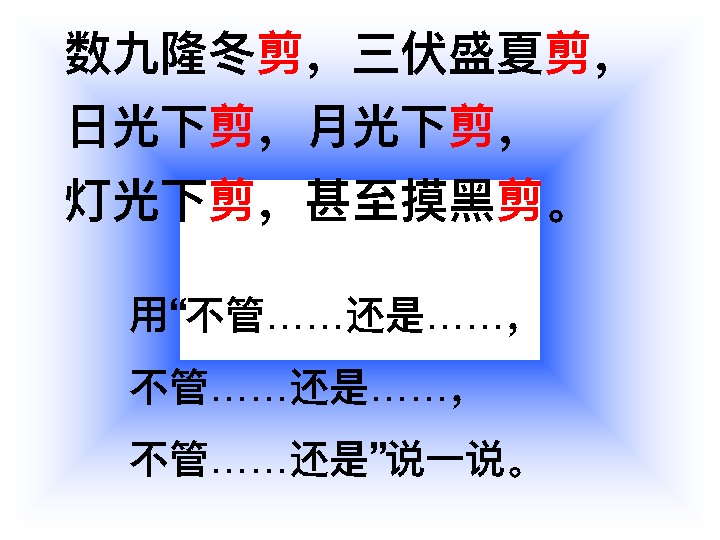 数九隆冬剪，三伏盛夏剪，
日光下剪，月光下剪，
灯光下剪，甚至摸黑剪。
用“不管……还是……，
不管……还是……，
不管……还是”说一说。